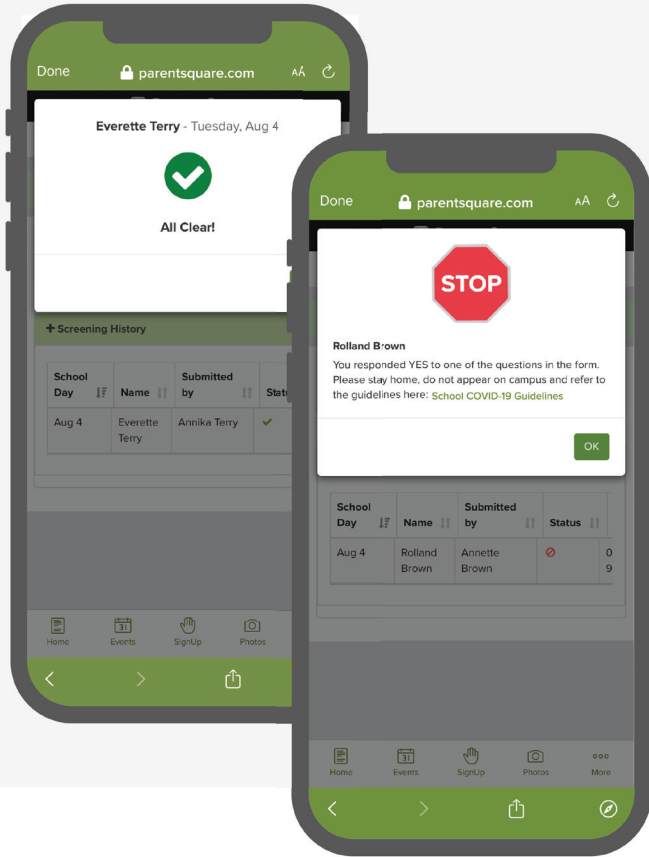 Done parentsquare.com AA
Everette Terry - Tuesday, Aug 4
All Clear!
+ Screening History
School Day Name Submitted by
Aug 4 Everette Terry Annika Terry
31
Home Events SignUp Photos
Done parentsquare.com AA
STOP
Rolland Brown
You responded YES to one of the questions in the form.
Please stay home, do not appear on campus and refer to
the guidelines here: School COVID-19 Guidelines
OK
School Day Name Submitted by Status
Aug 4 Rolland Brown Annette Brown 0
9
31
Home Events SignUp Photos More